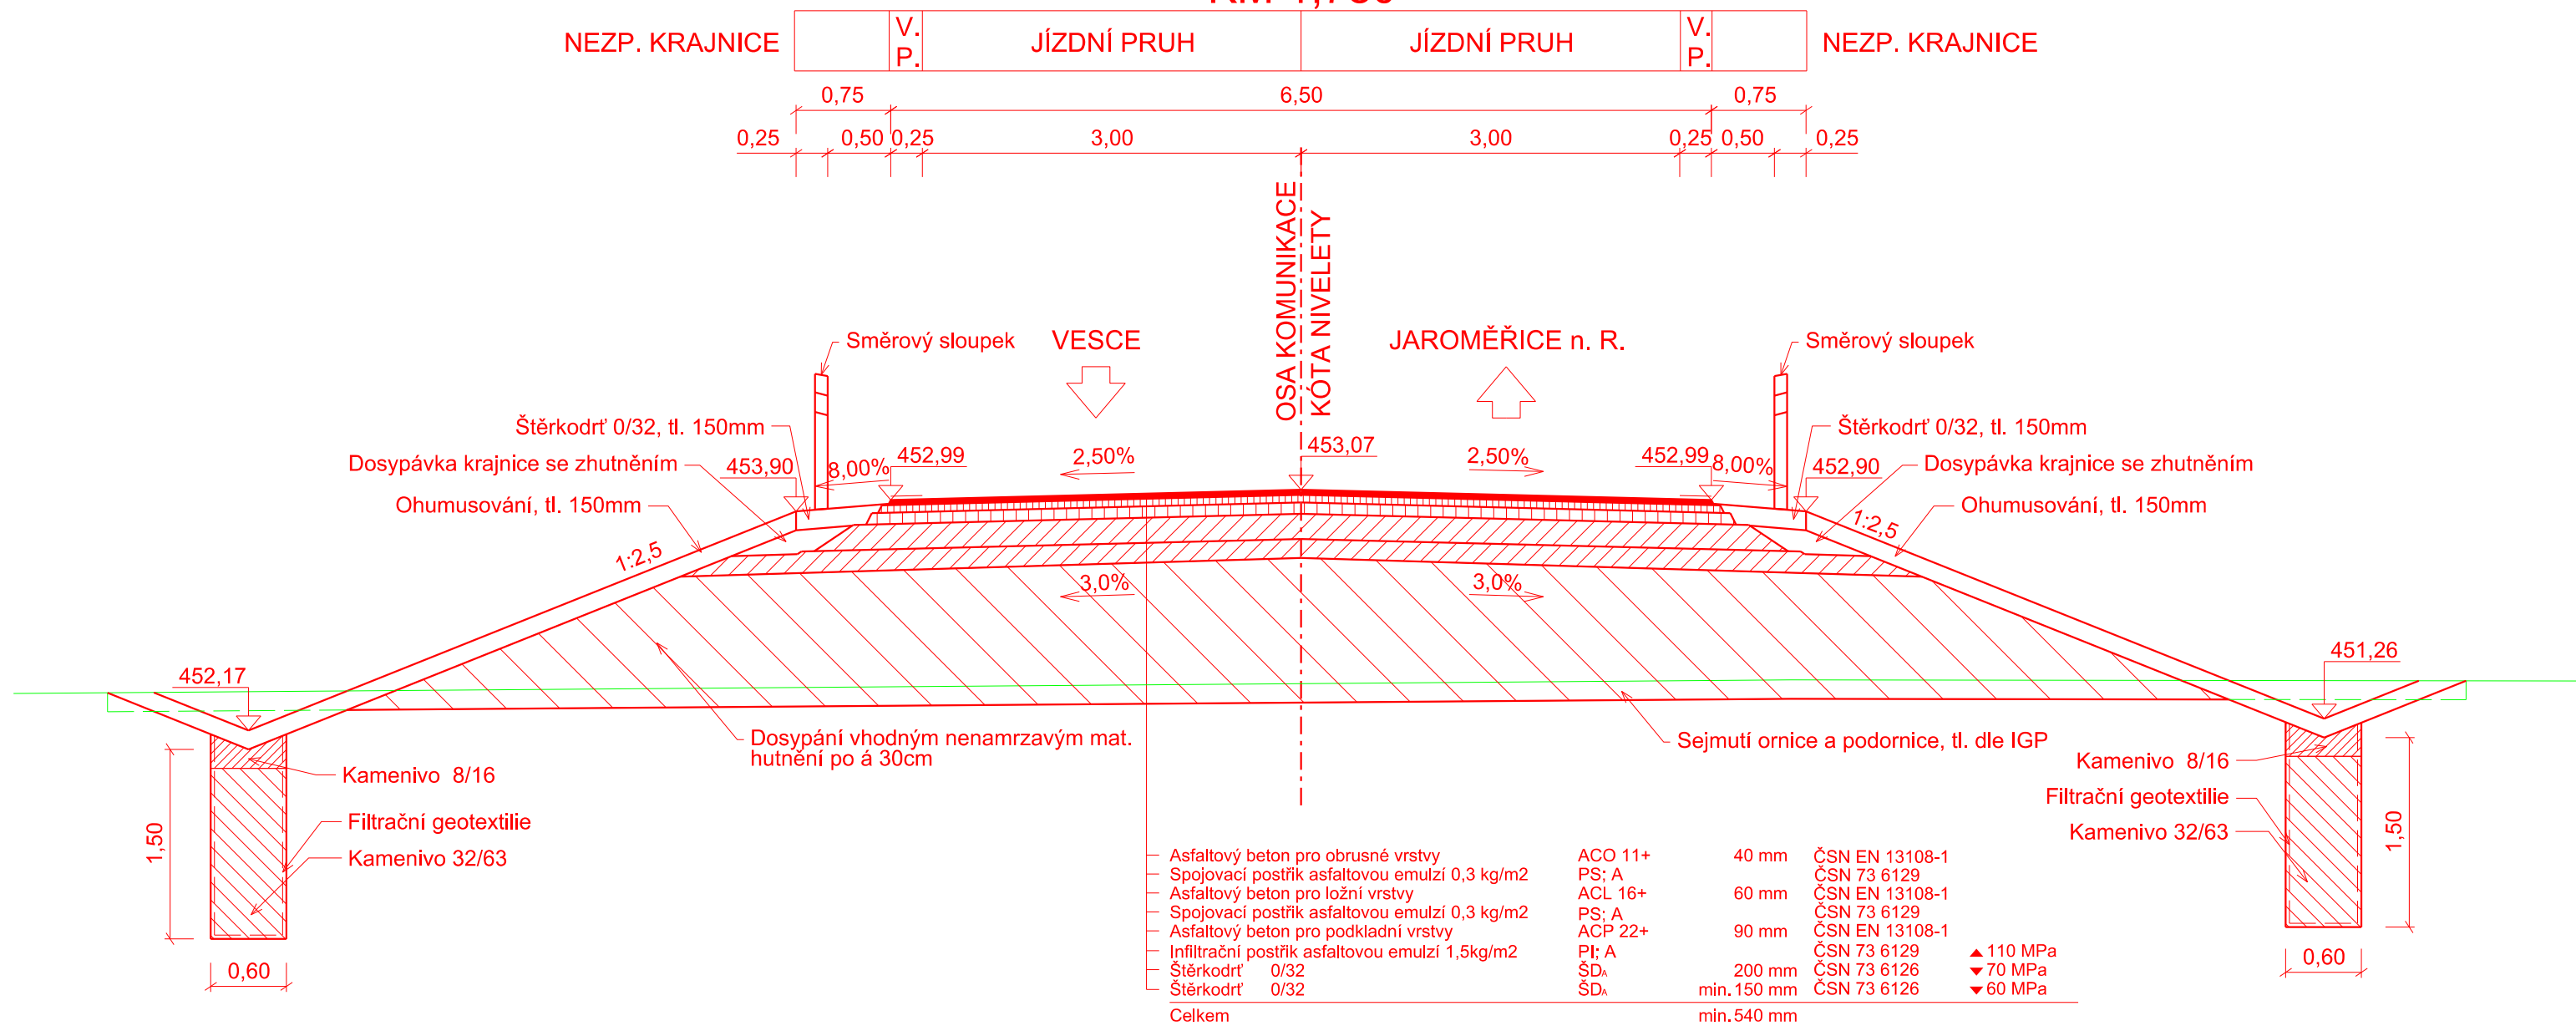 NEZP. KRAJNICE
V.
P.
JÍZDNÍ PRUH
JÍZDNÍ PRUH
V.
P.
NEZP. KRAJNICE
0,75
6,50
0,75
0,25
0,50
0,25
3,00
3,00
0,25
0,50
0,25
OSA KOMUNIKACE
KÓTA NIVELETY
Směrový sloupek
VESCE
JAROMĚŘICE n. R.
Směrový sloupek
Štěrkodrť 0/32, tl. 150mm
Štěrkodrť 0/32, tl. 150mm
Dosypávka krajnice se zhutněním
453,90
8,00%
452,99
2,50%
453,07
2,50%
452,99
8,00%
452,90
Dosypávka krajnice se zhutněním
Ohumusování, tl. 150mm
Ohumusování, tl. 150mm
1:2,5
1:2,5
3,0%
3,0%
452,17
451,26
Dosypání vhodným nenamrzavým mat.
hutnění po á 30cm
Sejmutí ornice a podornice, tl. dle IGP
Kamenivo 8/16
Filtrační geotextilie
Kamenivo 32/63
1,50
0,60
Kamenivo 8/16
Filtrační geotextilie
Kamenivo 32/63
1,50
0,60
Asfaltový beton pro obrusné vrstvy ACO 11+ 40 mm ČSN EN 13108-1
Spojovací postřik asfaltovou emulzí 0,3 kg/m2 PS; A ČSN 73 6129
Asfaltový beton pro ložní vrstvy ACL 16+ 60 mm ČSN EN 13108-1
Spojovací postřik asfaltovou emulzí 0,3 kg/m2 PS; A ČSN 73 6129
Asfaltový beton pro podkladní vrstvy ACP 22+ 90 mm ČSN EN 13108-1
Infiltrační postřik asfaltovou emulzí 1,5kg/m2 PI; A ČSN 73 6129 ▲ 110 MPa
Štěrkodrť 0/32 ŠDA 200 mm ČSN 73 6126 ▼ 70 MPa
Štěrkodrť 0/32 ŠDA min.150 mm ČSN 73 6126 ▼ 60 MPa
Celkem min.540 mm